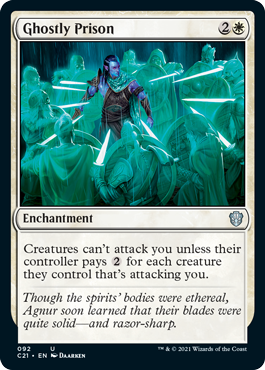 Ghostly Prison 2
Enchantment
Creatures can't attack you unless their
controller pays 2 for each creature
they control that's attacking you.
Though the spirits' bodies were ethereal,
Agnur soon learned that their blades were
quite solid—and razor-sharp.
092 U
C21 • EN DAARKEN ™ & © 2021 Wizards of the Coast